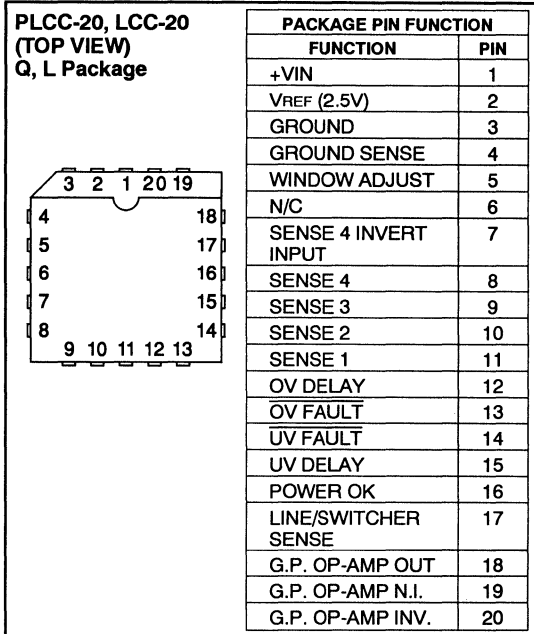 PLCC-20, LCC-20
(TOP VIEW)
Q, L Package
3 2 1 20 19
4 18
5 17
6 16
7 15
8 14
9 10 11 12 13
PACKAGE PIN FUNCTION
FUNCTION PIN
+VIN 1
VREF (2.5V) 2
GROUND 3
GROUND SENSE 4
WINDOW ADJUST 5
N/C 6
SENSE 4 INVERT 7
INPUT
SENSE 4 8
SENSE 3 9
SENSE 2 10
SENSE 1 11
OV DELAY 12
OV FAULT 13
UV FAULT 14
UV DELAY 15
POWER OK 16
LINE/SWITCHER 17
SENSE
G.P. OP-AMP OUT 18
G.P. OP-AMP N.I. 19
G.P. OP-AMP INV. 20